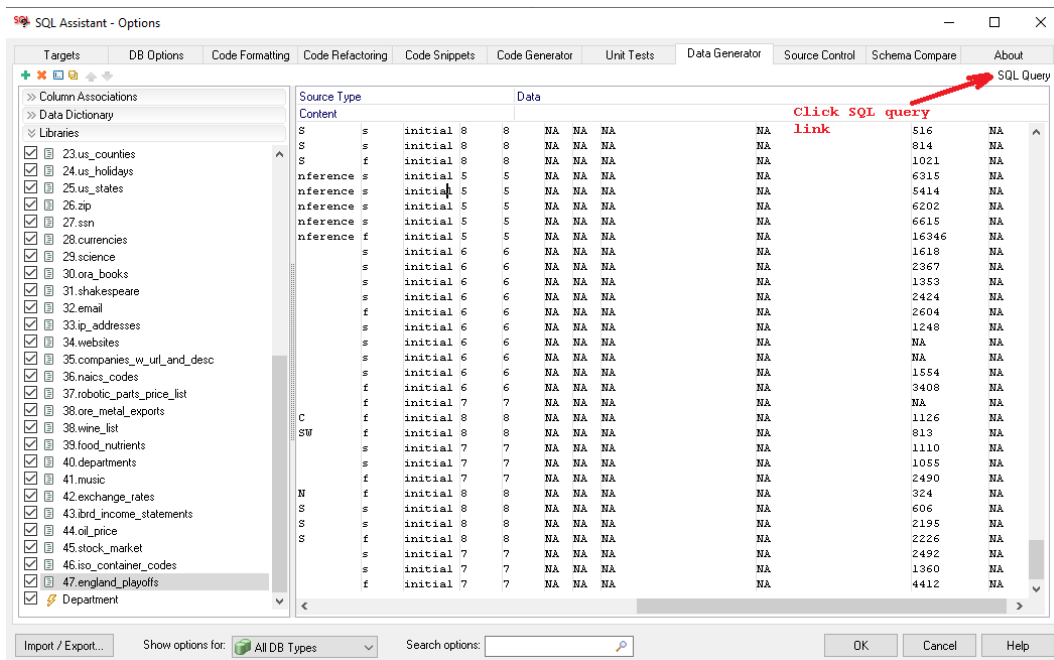 SQL Assistant - Options
Targets DB Options Code Formatting Code Refactoring Code Snippets Code Generator Unit Tests Data Generator Source Control Schema Compare About
SQL Query
Column Associations
Data Dictionary
Libraries
23.us_counties
24.us_holidays
25.us_states
26.zip
27.ssn
28.currencies
29.science
30.ora_books
31.shakespeare
32.email
33.ip_addresses
34.websites
35.companies_w_url_and_desc
36.naics_codes
37.robotic_parts_price_list
38.ore_metal_exports
38.wine_list
39.food_nutrients
40.departments
41.music
42.exchange_rates
43.ibrd_income_statements
44.oil_price
45.stock_market
46.iso_container_codes
47.england_playoffs
Department
Source Type Data
Content
Click SQL query
link
S s initial 8 8 NA NA NA NA 516 NA
S s initial 8 8 NA NA NA NA 814 NA
S f initial 8 8 NA NA NA NA 1021 NA
nference s initial 5 5 NA NA NA NA 6315 NA
nference s initial 5 5 NA NA NA NA 5414 NA
nference s initial 5 5 NA NA NA NA 6202 NA
nference s initial 5 5 NA NA NA NA 6615 NA
nference f initial 5 5 NA NA NA NA 16346 NA
s initial 6 6 NA NA NA NA 1618 NA
s initial 6 6 NA NA NA NA 2367 NA
s initial 6 6 NA NA NA NA 1353 NA
s initial 6 6 NA NA NA NA 2424 NA
f initial 6 6 NA NA NA NA 2604 NA
s initial 6 6 NA NA NA NA 1248 NA
s initial 6 6 NA NA NA NA NA NA
s initial 6 6 NA NA NA NA NA NA
s initial 6 6 NA NA NA NA 1554 NA
f initial 6 6 NA NA NA NA 3408 NA
f initial 7 7 NA NA NA NA NA NA
C f initial 8 8 NA NA NA NA 1126 NA
SW f initial 8 8 NA NA NA NA 813 NA
s initial 7 7 NA NA NA NA 1110 NA
s initial 7 7 NA NA NA NA 1055 NA
f initial 7 7 NA NA NA NA 2490 NA
N f initial 8 8 NA NA NA NA 324 NA
S s initial 8 8 NA NA NA NA 606 NA
S s initial 8 8 NA NA NA NA 2195 NA
S f initial 8 8 NA NA NA NA 2226 NA
s initial 7 7 NA NA NA NA 2492 NA
s initial 7 7 NA NA NA NA 1360 NA
f initial 7 7 NA NA NA NA 4412 NA
Import / Export... Show options for: All DB Types Search options: OK Cancel Help